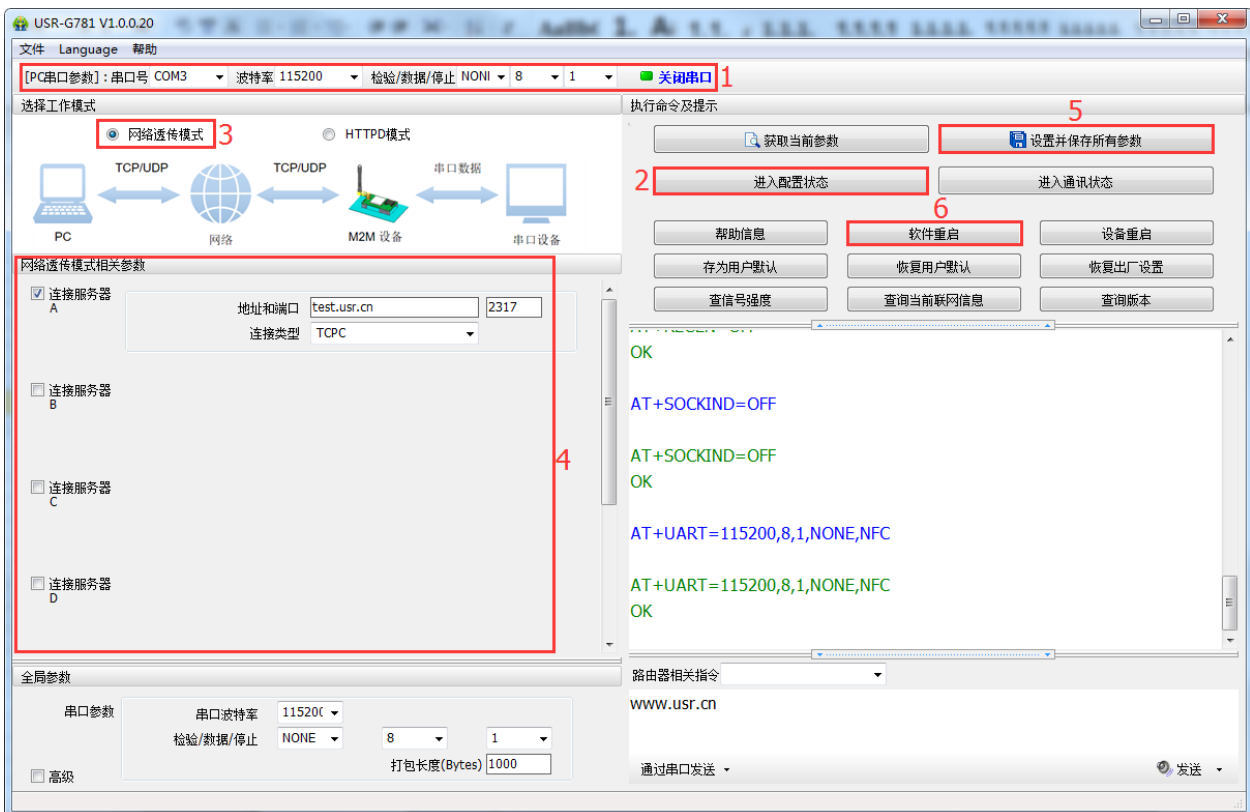 USR-G781 V1.0.0.20
文件 Language 帮助
[PC串口参数]：串口号 COM3 波特率 115200 检验/数据/停止 NONI 8 1 关闭串口 1
选择工作模式
网络透传模式 3 HTTPD模式
TCP/UDP TCP/UDP 串口数据
PC 网络 M2M 设备 串口设备
网络透传模式相关参数
连接服务器
A
地址和端口 test.usr.cn 2317
连接类型 TCPC
连接服务器
B
连接服务器
C
4
连接服务器
D
全局参数
串口参数 串口波特率 11520(
检验/数据/停止 NONE 8 1
打包长度(Bytes) 1000
高级
执行命令及提示
5
获取当前参数 设置并保存所有参数
2 进入配置状态 进入通讯状态
6
帮助信息 软件重启 设备重启
存为用户默认 恢复用户默认 恢复出厂设置
查信号强度 查询当前联网信息 查询版本
OK
AT+SOCKIND=OFF
AT+SOCKIND=OFF
OK
AT+UART=115200,8,1,NONE,NFC
AT+UART=115200,8,1,NONE,NFC
OK
路由器相关指令
www.usr.cn
通过串口发送 发送